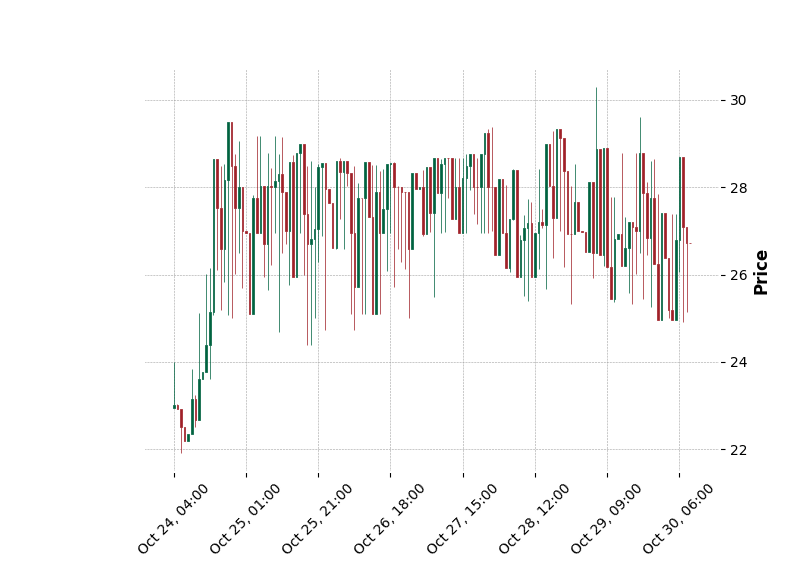 30
28
26
24
22
Price
Oct 24, 04:00
Oct 25, 01:00
Oct 25, 21:00
Oct 26, 18:00
Oct 27, 15:00
Oct 28, 12:00
Oct 29, 09:00
Oct 30, 06:00